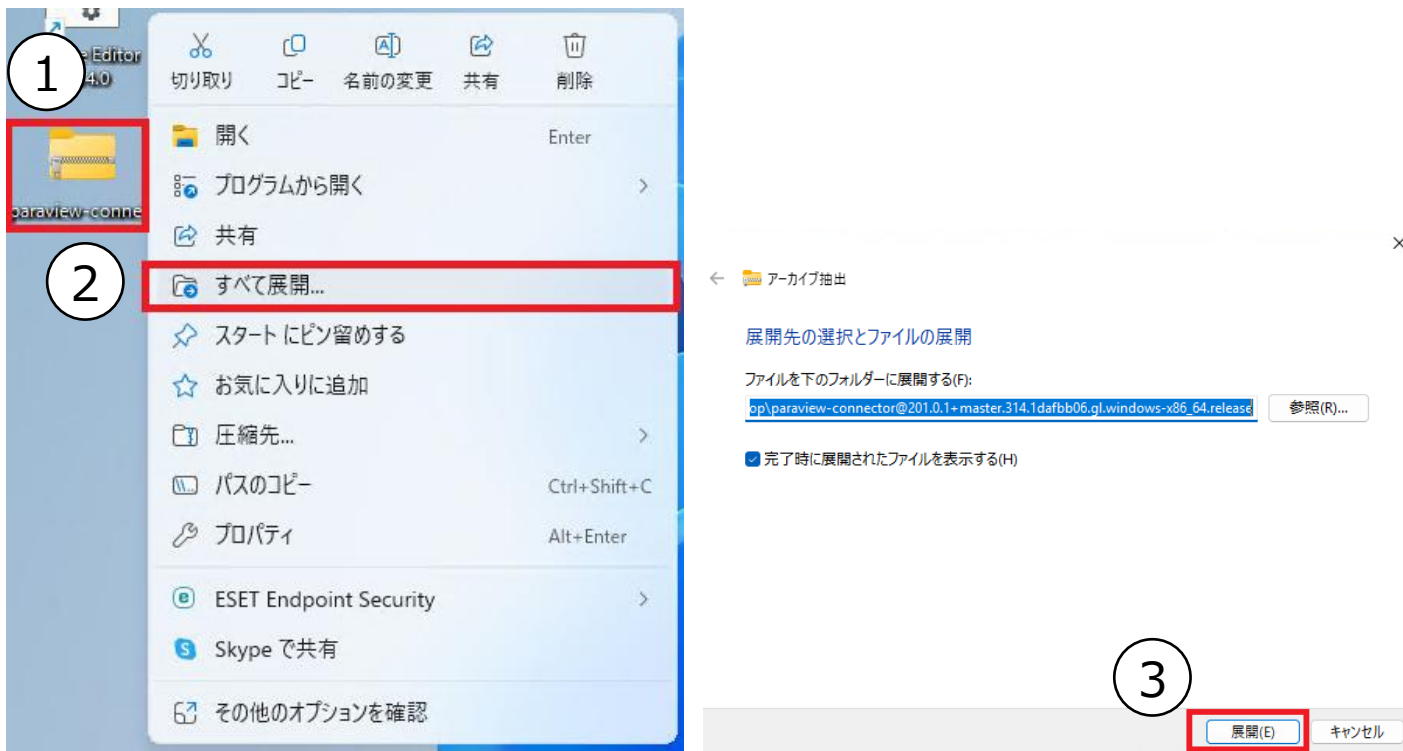 Editor
4.0
1
paraview-conne
2
切り取り
コピー
名前の変更
共有
削除
開く Enter
プログラムから開く
共有
すべて展開...
スタート にピン留めする
お気に入りに追加
圧縮先...
パスのコピー Ctrl+Shift+C
プロパティ Alt+Enter
ESET Endpoint Security
Skype で共有
その他のオプションを確認
アーカイブ抽出
展開先の選択とファイルの展開
ファイルを下のフォルダーに展開する(F):
op\paraview-connector@201.0.1+master.314.1dafbb06.gl.windows-x86_64.release 参照(R)...
完了時に展開されたファイルを表示する(H)
3
展開(E) キャンセル